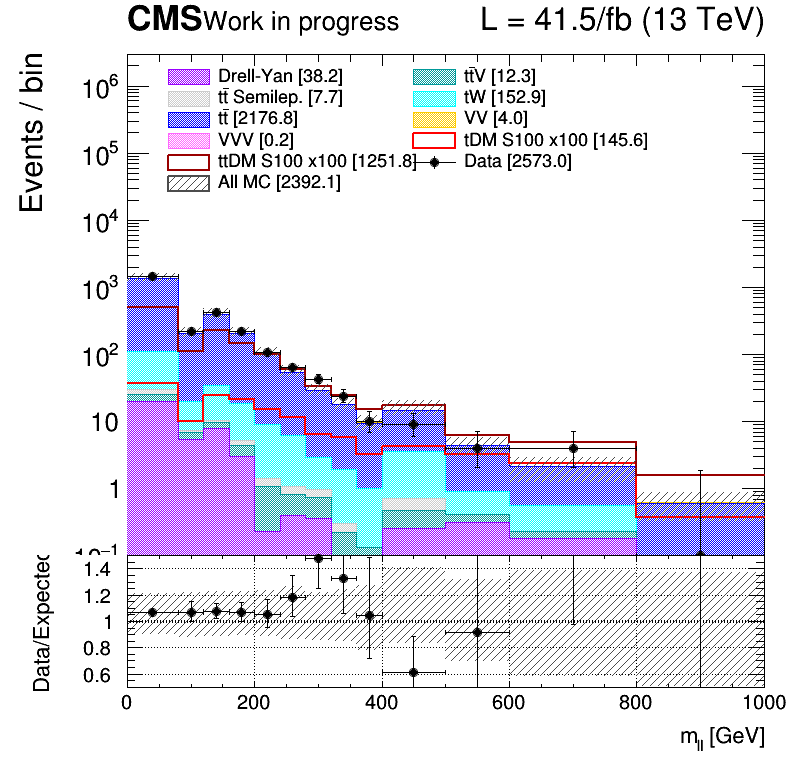 CMS Work in progress L = 41.5/fb (13 TeV)
Events / bin
Drell-Yan [38.2] tt̄V [12.3]
tt̄ Semilep. [7.7] tW [152.9]
tt̄ [2176.8] VV [4.0]
VVV [0.2] tDM S100 x100 [145.6]
ttDM S100 x100 [1251.8] Data [2573.0]
All MC [2392.1]
10⁶
10⁵
10⁴
10³
10²
10
1
10⁻¹
Data/Expected
1.4
1.2
1
0.8
0.6
0 200 400 600 800 1000
m_ll [GeV]